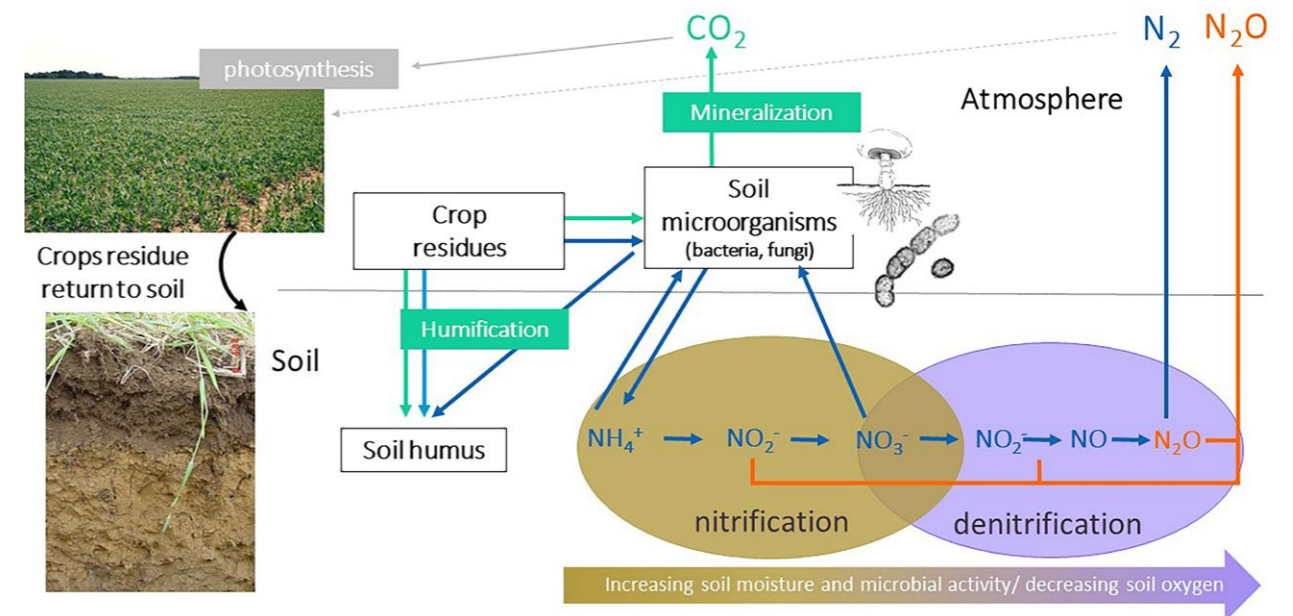 CO₂
N₂ N₂O
photosynthesis
Atmosphere
Mineralization
Soil
microorganisms
(bacteria, fungi)
Crop
residues
Crops residue
return to soil
Humification
Soil
Soil humus
NH₄⁺ NO₂⁻ NO₃⁻ NO₂⁻ NO N₂O
nitrification
denitrification
Increasing soil moisture and microbial activity/ decreasing soil oxygen